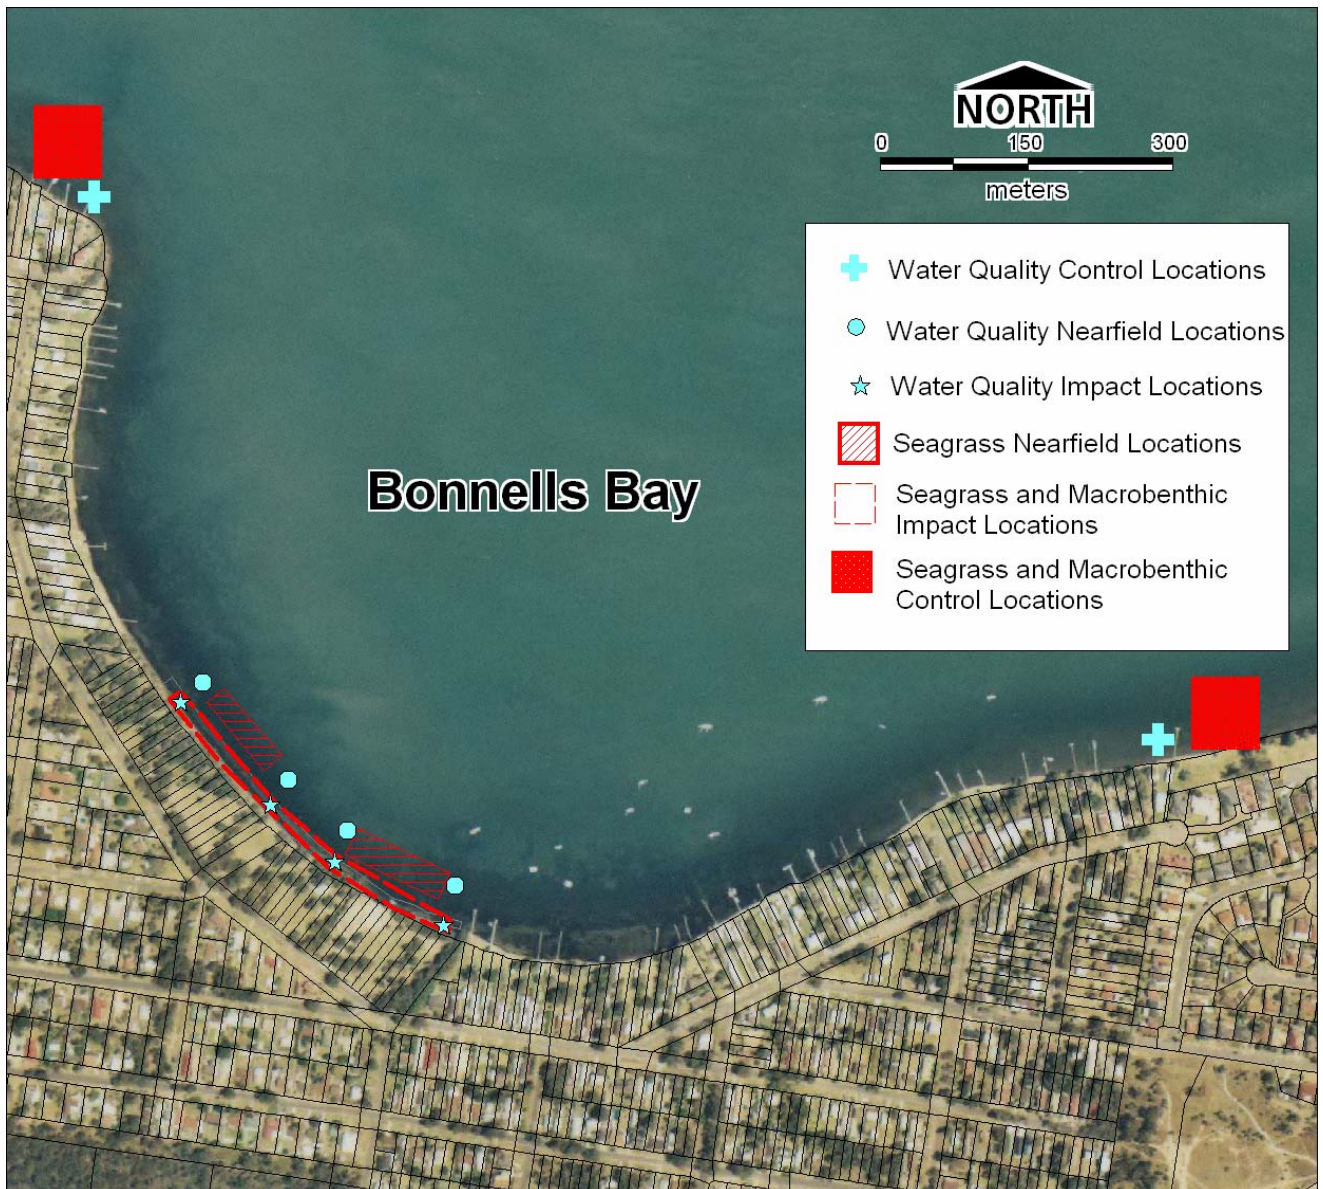 NORTH
0 150 300
meters
Water Quality Control Locations
Water Quality Nearfield Locations
Water Quality Impact Locations
Seagrass Nearfield Locations
Seagrass and Macrobenthic
Impact Locations
Seagrass and Macrobenthic
Control Locations
Bonnells Bay